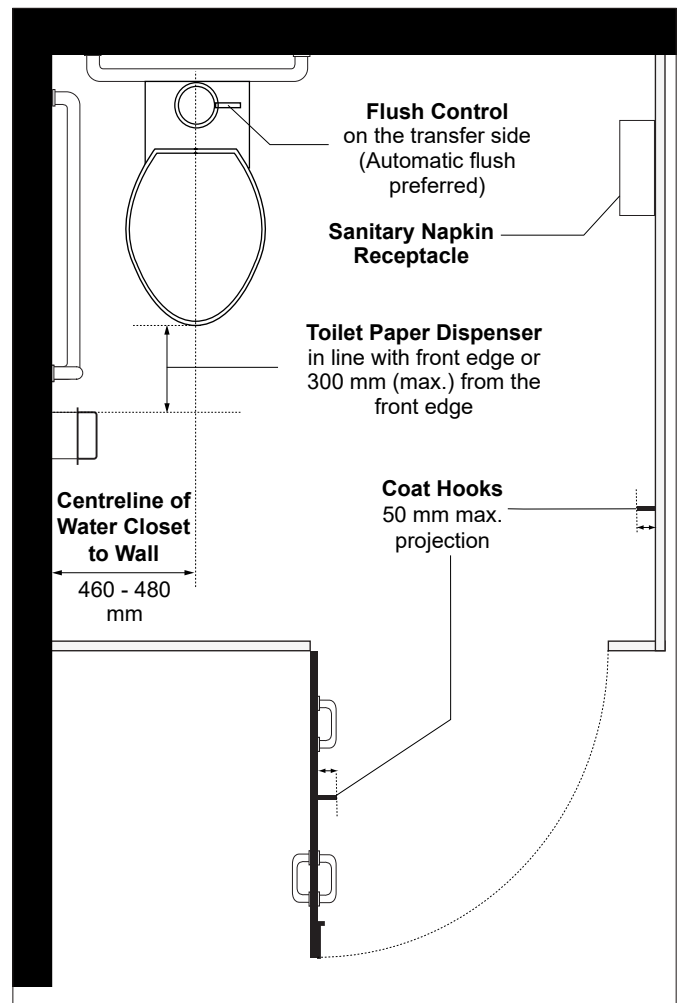 Flush Control
on the transfer side
(Automatic flush
preferred)
Sanitary Napkin
Receptacle
Toilet Paper Dispenser
in line with front edge or
300 mm (max.) from the
front edge
Coat Hooks
50 mm max.
projection
Centreline of
Water Closet
to Wall
460 - 480
mm